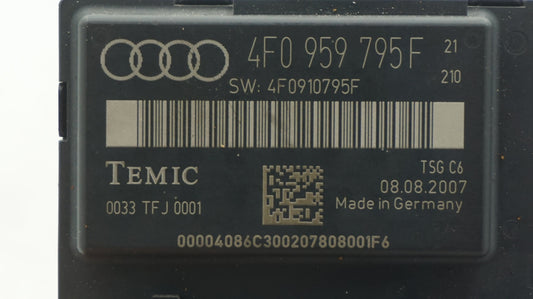 4F0 959 795F 21
210
SW: 4F0910795F
TEMIC
TSG C6
08.08.2007
0033 TFJ 0001
Made in Germany
00004086C300207808001F6